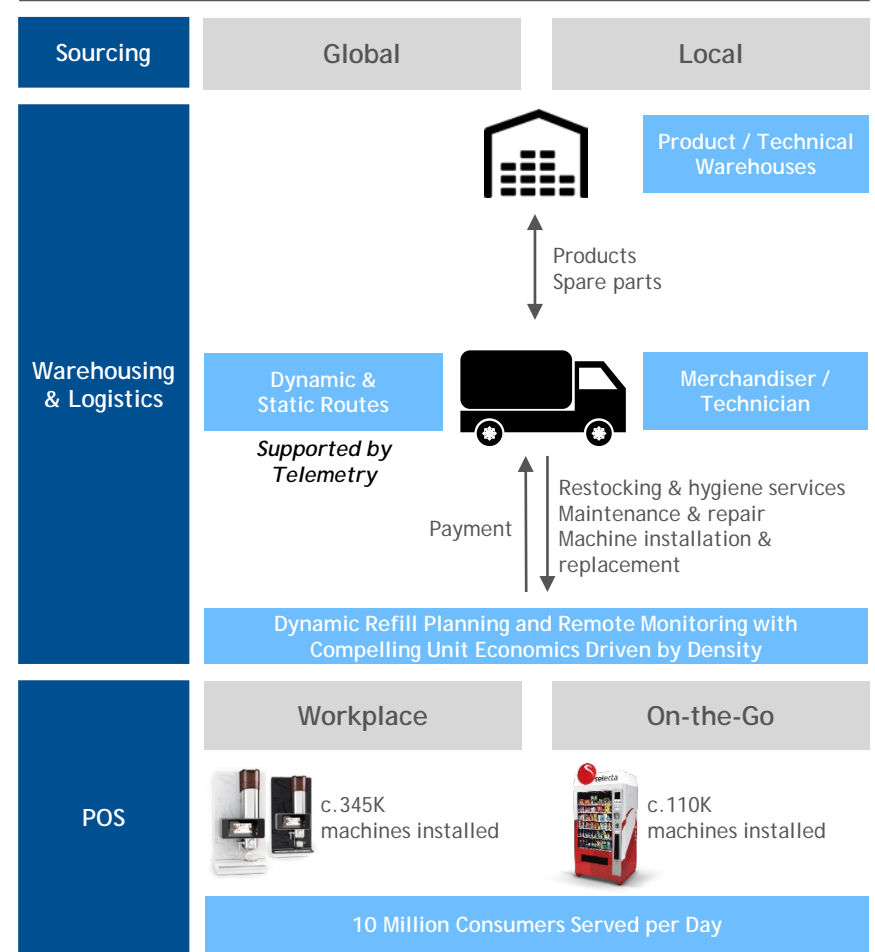 Sourcing
Global
Local
Product / Technical
Warehouses
Products
Spare parts
Warehousing
& Logistics
Dynamic &
Static Routes
Merchandiser /
Technician
Supported by
Telemetry
Payment
Restocking & hygiene services
Maintenance & repair
Machine installation &
replacement
Dynamic Refill Planning and Remote Monitoring with
Compelling Unit Economics Driven by Density
POS
Workplace
On-the-Go
c.345K
machines installed
selecta
c.110K
machines installed
10 Million Consumers Served per Day